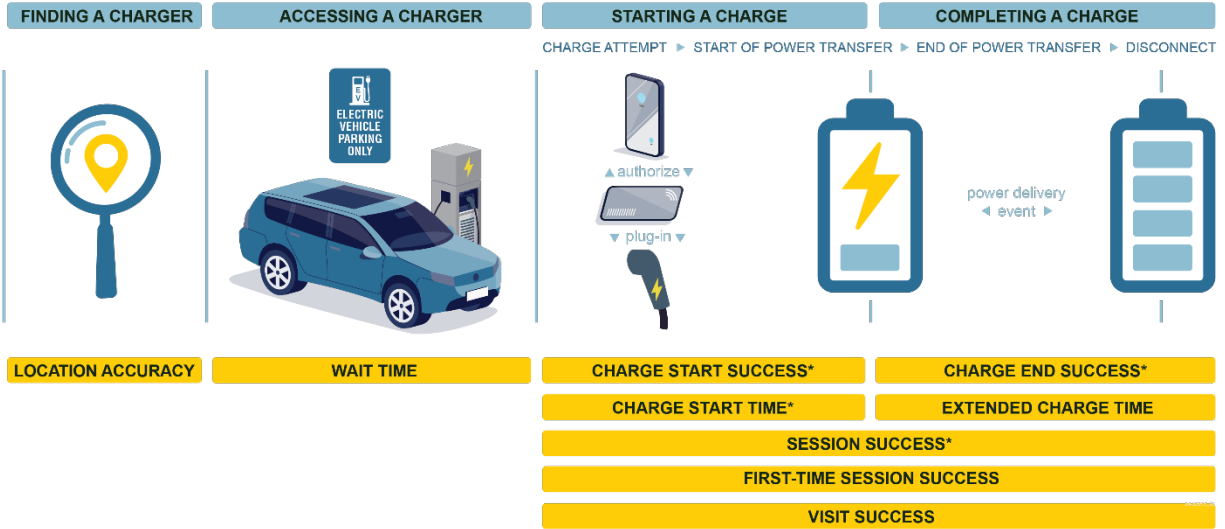 FINDING A CHARGER
ACCESSING A CHARGER
STARTING A CHARGE
COMPLETING A CHARGE
CHARGE ATTEMPT ▶ START OF POWER TRANSFER ▶ END OF POWER TRANSFER ▶ DISCONNECT
EV
ELECTRIC
VEHICLE
PARKING
ONLY
▲ authorize ▼
▼ plug-in ▼
power delivery
◀ event ▶
LOCATION ACCURACY
WAIT TIME
CHARGE START SUCCESS*
CHARGE END SUCCESS*
CHARGE START TIME*
EXTENDED CHARGE TIME
SESSION SUCCESS*
FIRST-TIME SESSION SUCCESS
VISIT SUCCESS